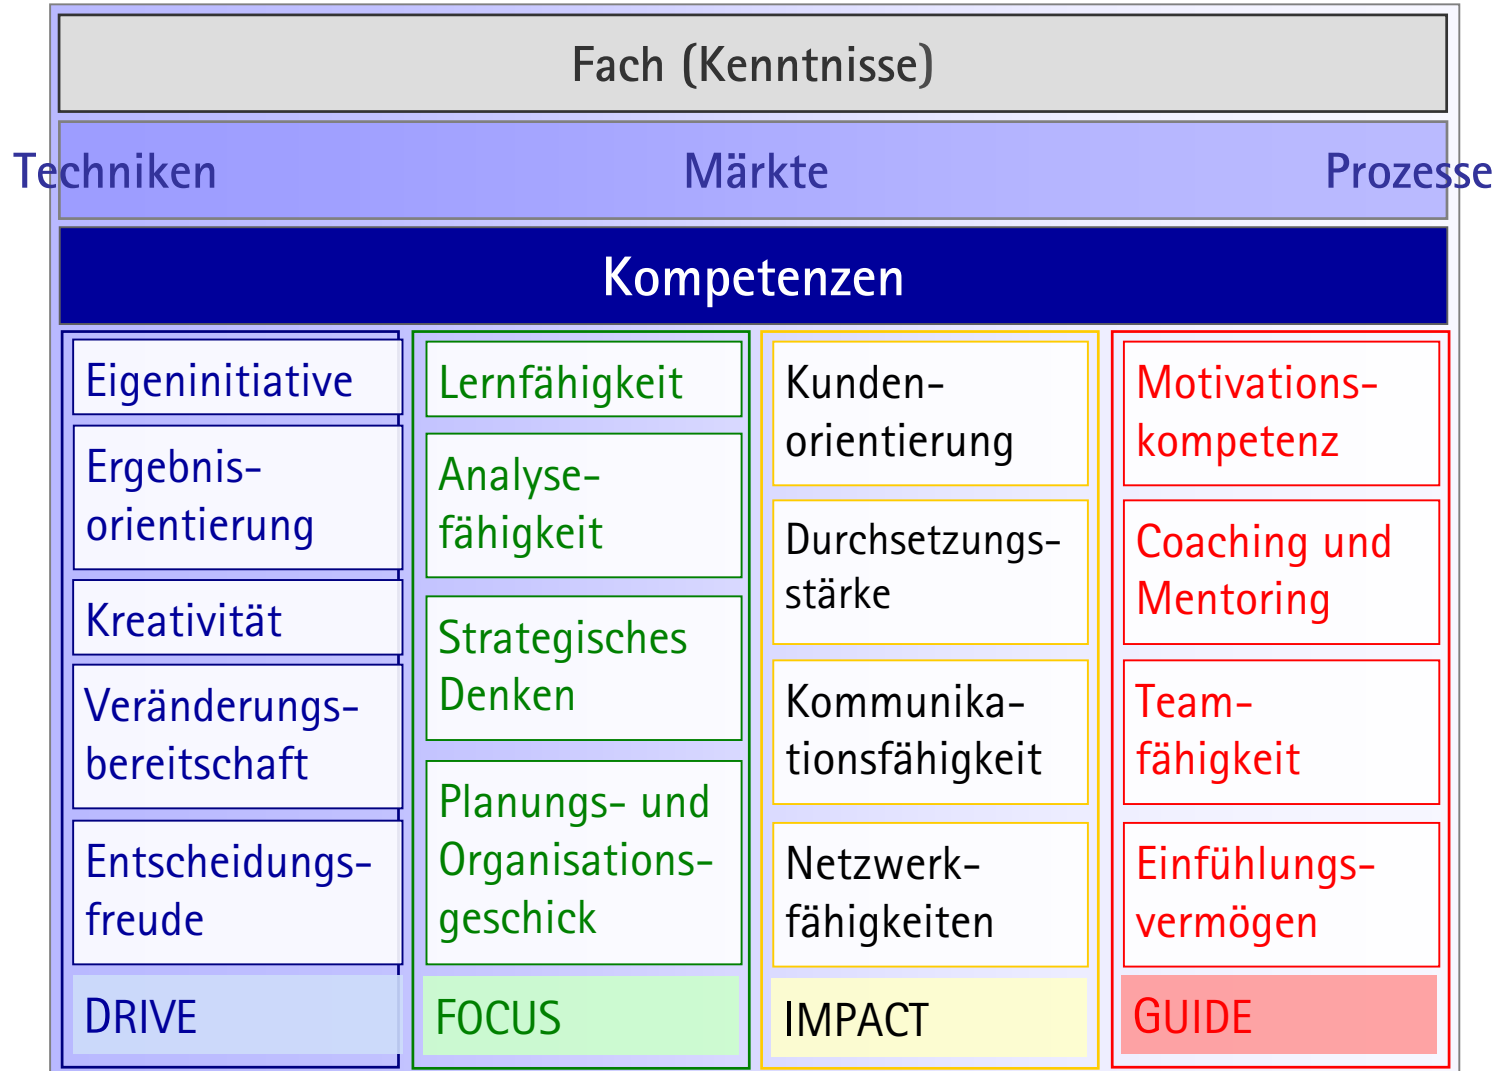 Fach (Kenntnisse)
Techniken Märkte Prozesse
Kompetenzen
Eigeninitiative
Ergebnis-
orientierung
Kreativität
Veränderungs-
bereitschaft
Entscheidungs-
freude
DRIVE
Lernfähigkeit
Analyse-
fähigkeit
Strategisches
Denken
Planungs- und
Organisations-
geschick
FOCUS
Kunden-
orientierung
Durchsetzungs-
stärke
Kommunika-
tionsfähigkeit
Netzwerk-
fähigkeiten
IMPACT
Motivations-
kompetenz
Coaching und
Mentoring
Team-
fähigkeit
Einfühlungs-
vermögen
GUIDE